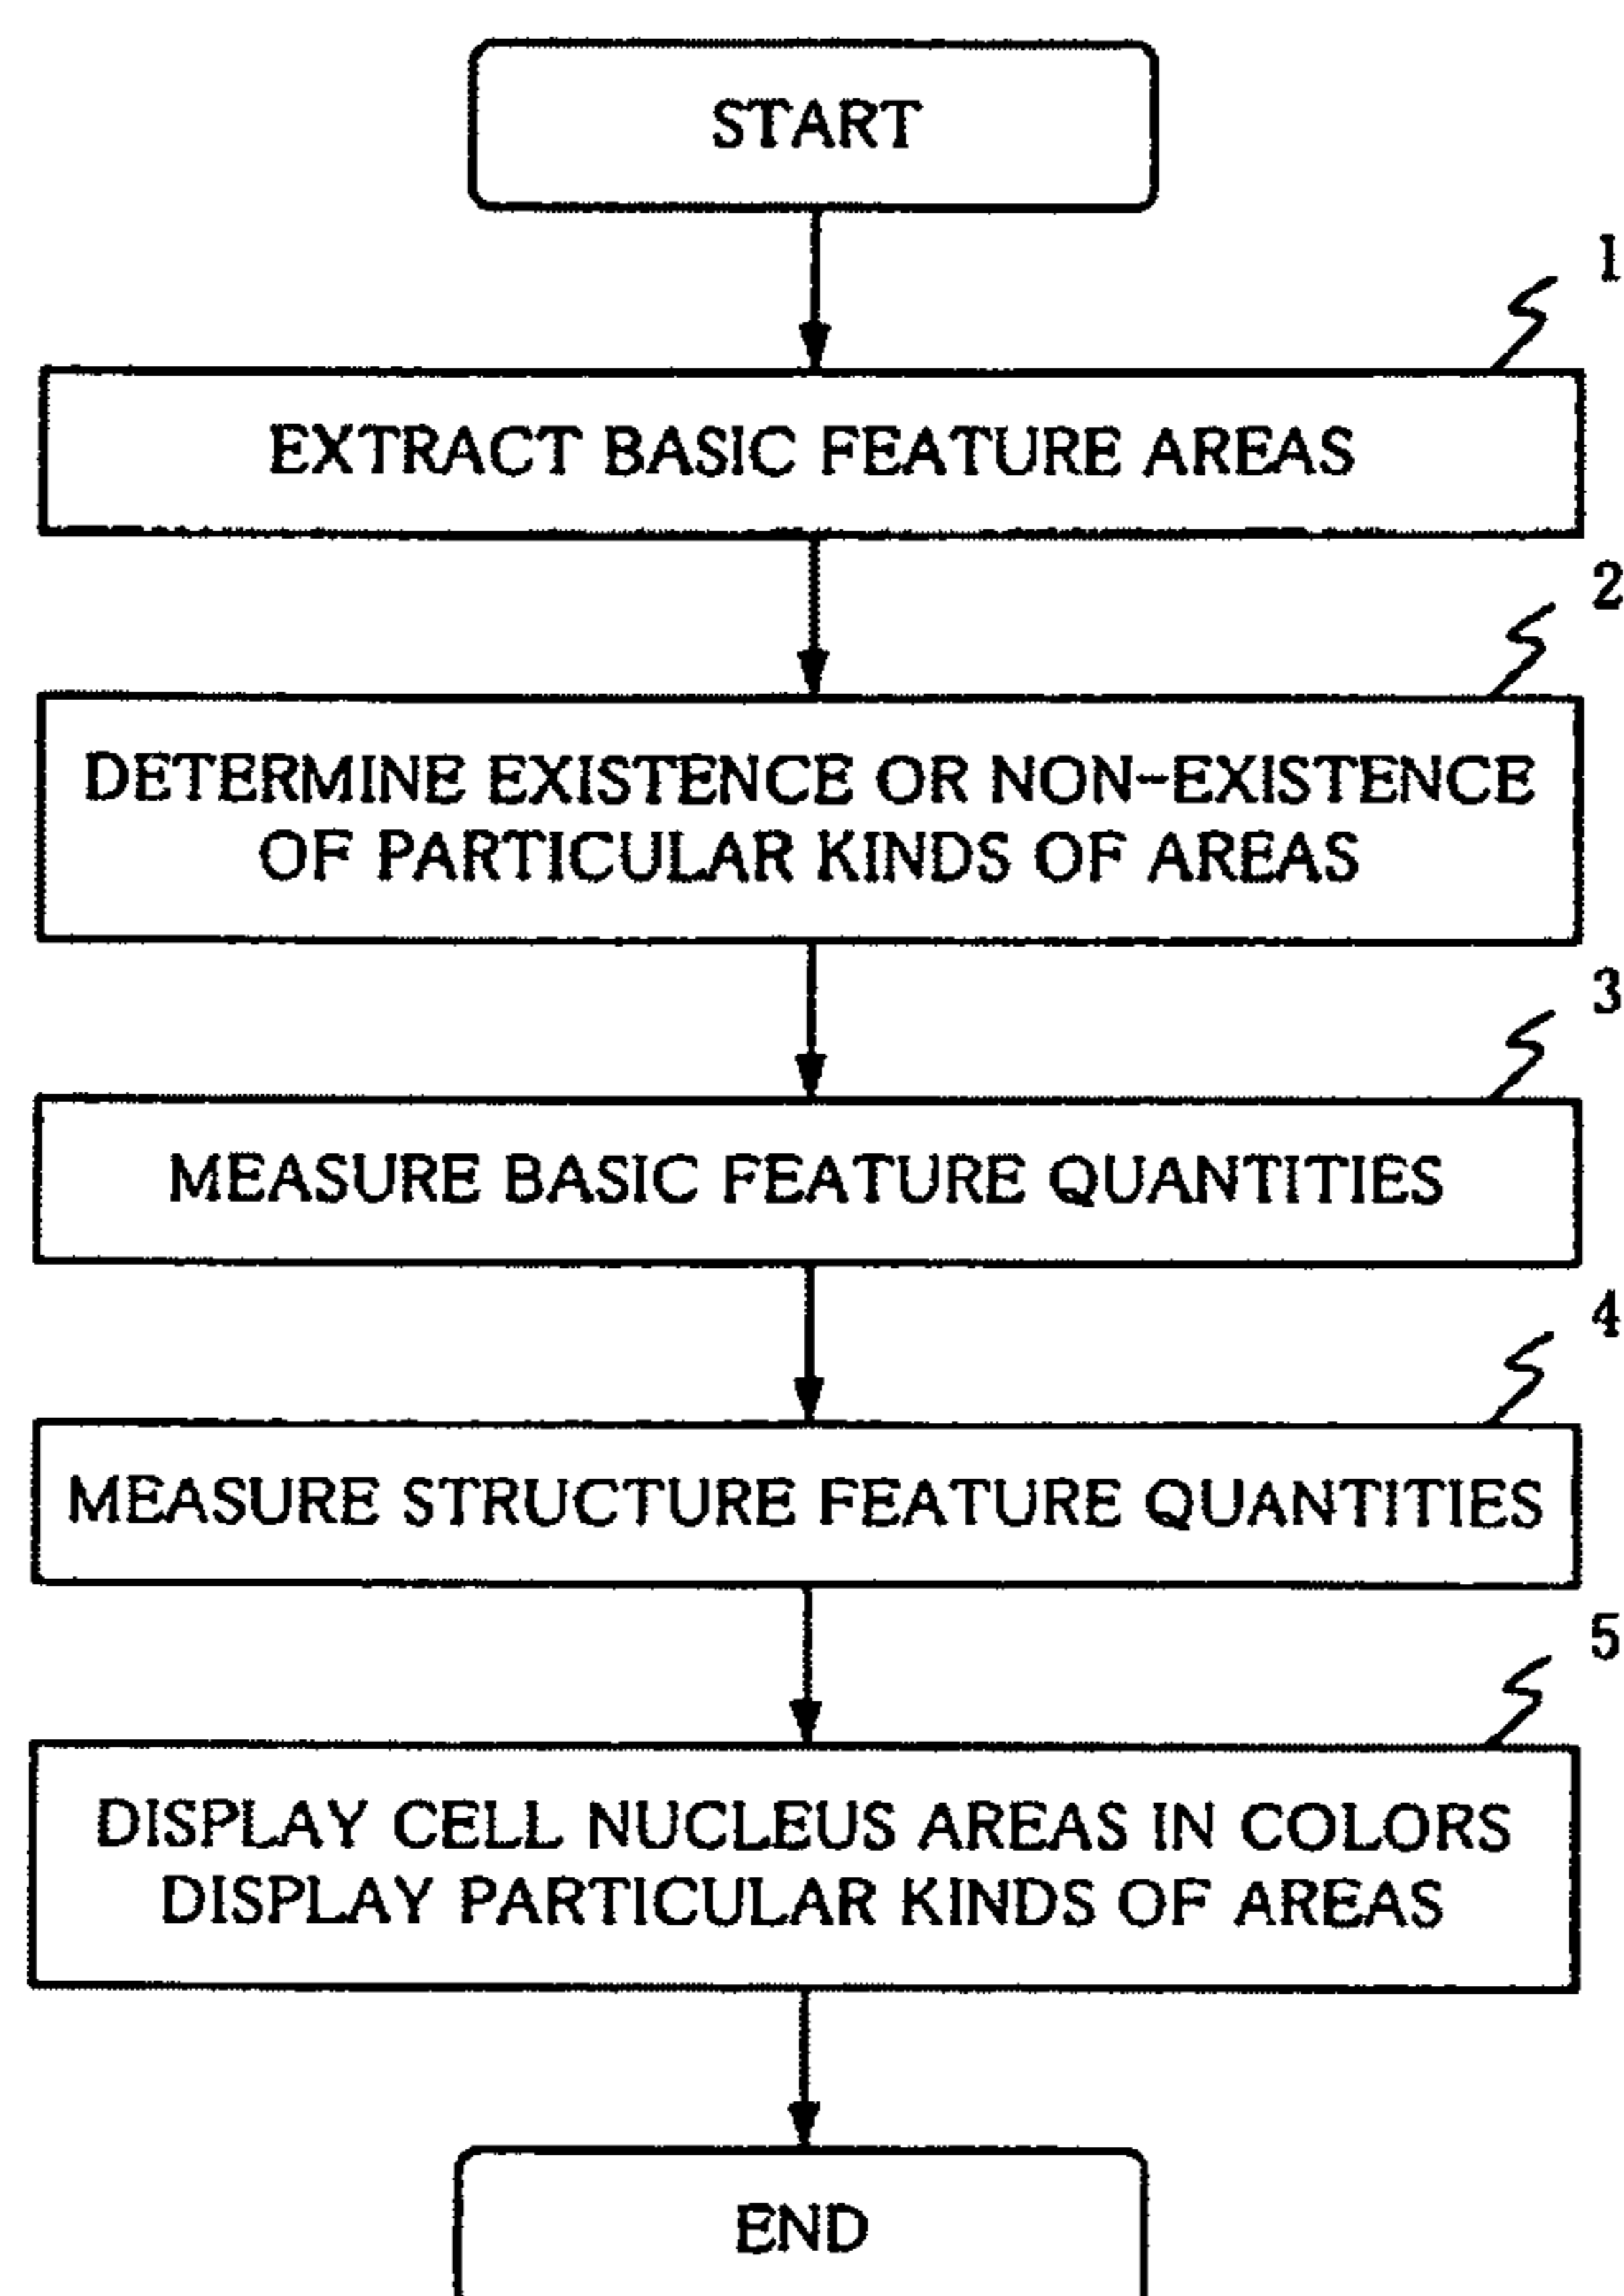 START
1
EXTRACT BASIC FEATURE AREAS
2
DETERMINE EXISTENCE OR NON-EXISTENCE
OF PARTICULAR KINDS OF AREAS
3
MEASURE BASIC FEATURE QUANTITIES
4
MEASURE STRUCTURE FEATURE QUANTITIES
5
DISPLAY CELL NUCLEUS AREAS IN COLORS
DISPLAY PARTICULAR KINDS OF AREAS
END